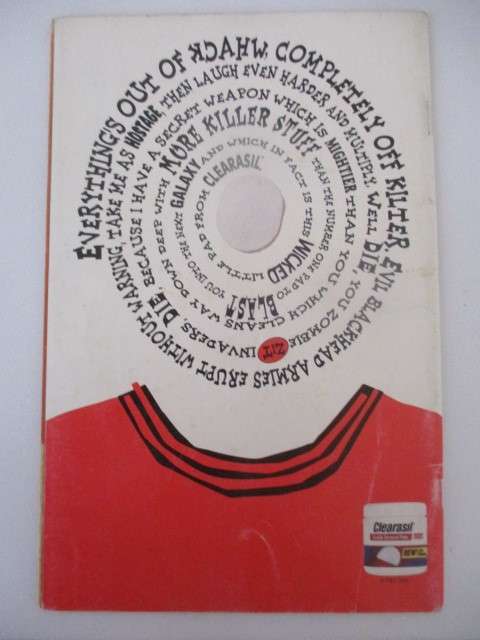 EVERYTHING'S OUT OF WHACK, COMPLETELY OFF KILTER, EVIL BLACKHEAD ARMIES ERUPT WITHOUT WARNING, TAKE ME AS HOSTAGE, THEN LAUGH EVEN HARDER AND MULTIPLY. WELL DIE, YOU ZOMBIE ZIT INVADERS, DIE, BECAUSE I HAVE A SECRET WEAPON WHICH IS MIGHTIER THAN YOU WHICH CLEANS WAY DOWN DEEP WITH MORE KILLER STUFF THAN THE NUMBER ONE PAD TO BLAST YOU INTO THE NEXT GALAXY AND WHICH IN FACT IS THIS WICKED LITTLE PAD FROM CLEARASIL™
Clearasil